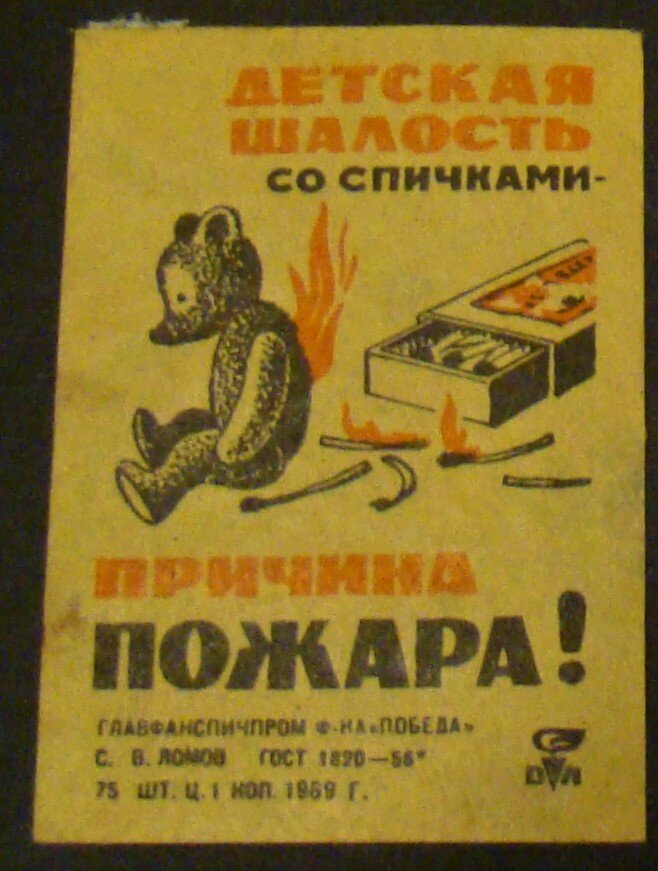 ДЕТСКАЯ
ШАЛОСТЬ
СО СПИЧКАМИ-
ПРИЧИНА
ПОЖАРА!
ГЛАВФАНСПИЧПРОМ Ф-КА «ПОБЕДА»
С. В. ЛОМОВ ГОСТ 1820—56*
75 ШТ. Ц. 1 КОП. 1969 Г.